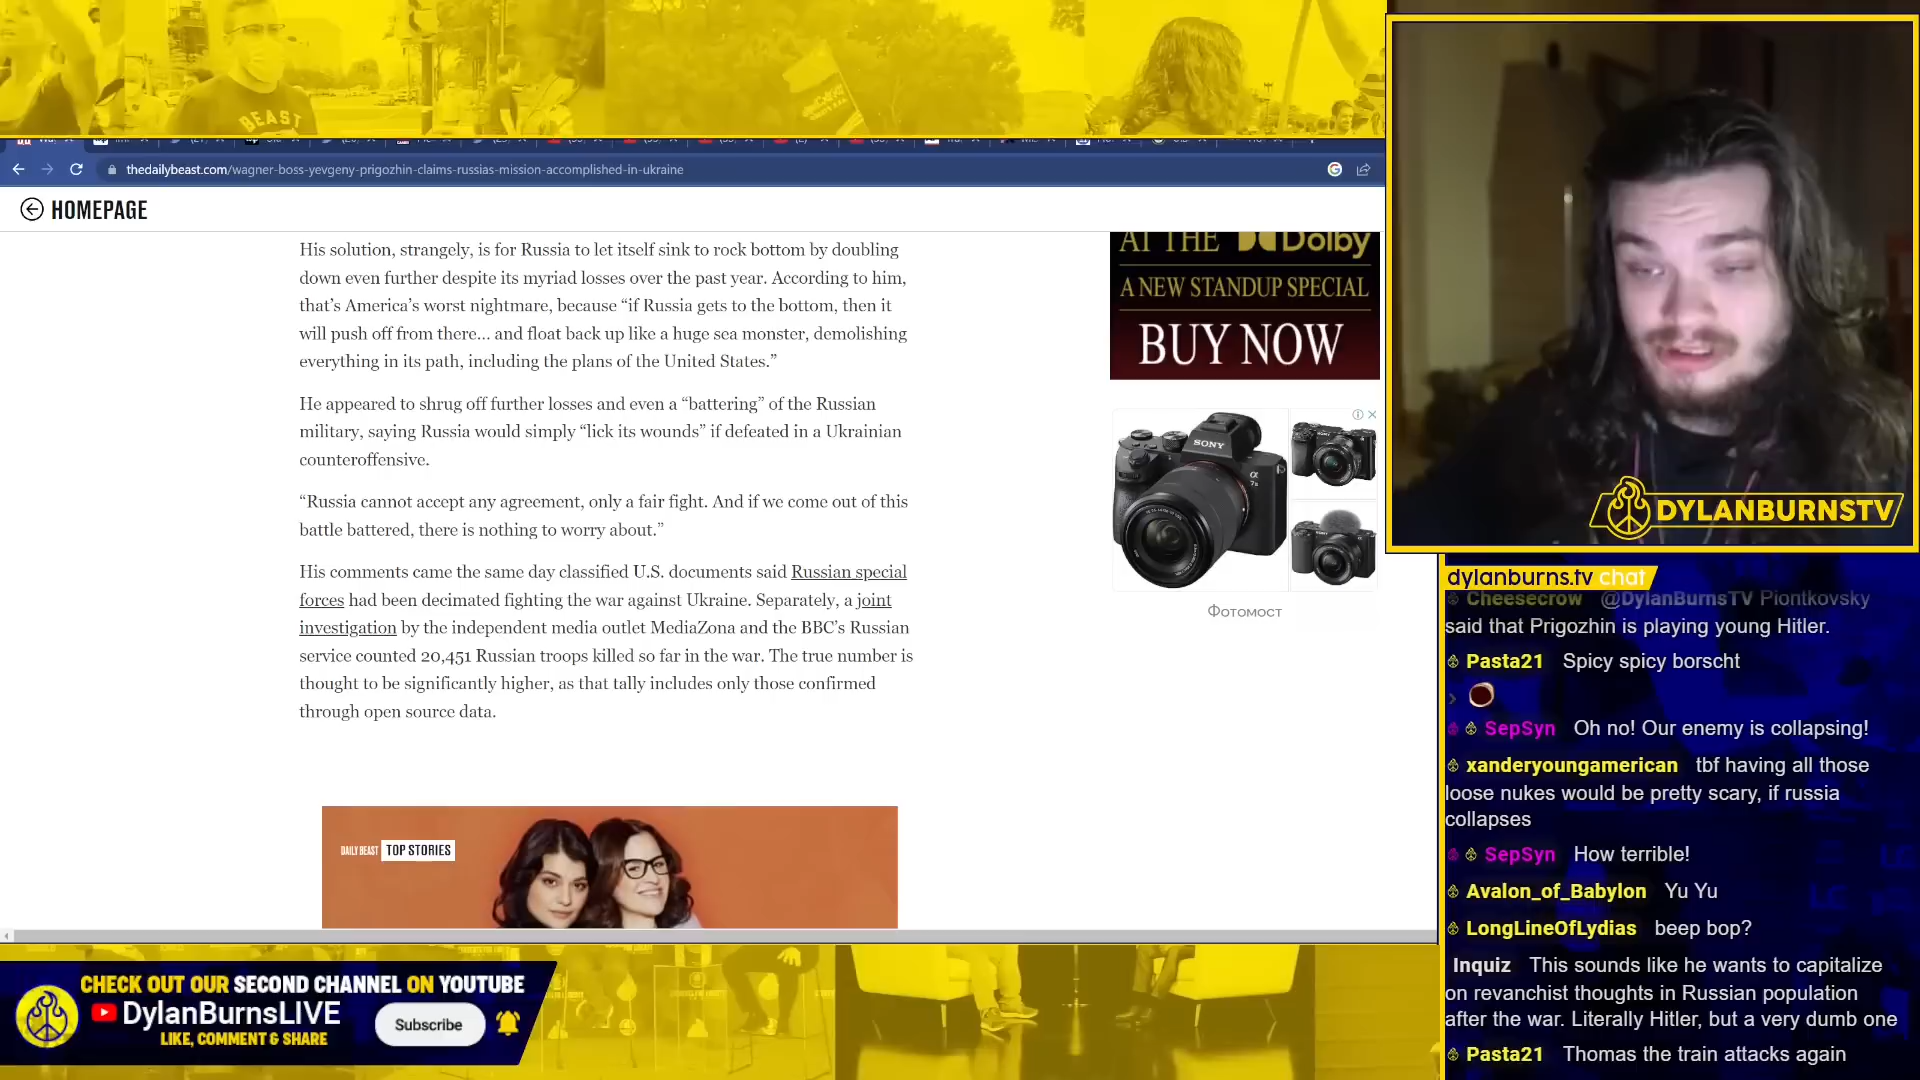 BEAST
thedailybeast.com/wagner-boss-yevgeny-prigozhin-claims-russias-mission-accomplished-in-ukraine
HOMEPAGE
His solution, strangely, is for Russia to let itself sink to rock bottom by doubling
down even further despite its myriad losses over the past year. According to him,
that’s America’s worst nightmare, because “if Russia gets to the bottom, then it
will push off from there… and float back up like a huge sea monster, demolishing
everything in its path, including the plans of the United States.”
He appeared to shrug off further losses and even a “battering” of the Russian
military, saying Russia would simply “lick its wounds” if defeated in a Ukrainian
counteroffensive.
“Russia cannot accept any agreement, only a fair fight. And if we come out of this
battle battered, there is nothing to worry about.”
His comments came the same day classified U.S. documents said Russian special
forces had been decimated fighting the war against Ukraine. Separately, a joint
investigation by the independent media outlet MediaZona and the BBC’s Russian
service counted 20,451 Russian troops killed so far in the war. The true number is
thought to be significantly higher, as that tally includes only those confirmed
through open source data.
DAILY BEAST TOP STORIES
AT THE Dolby
A NEW STANDUP SPECIAL
BUY NOW
SONY
Фотомост
DYLANBURNSTV
dylanburns.tv chat
Cheesecrow @DylanBurnsTV Piontkovsky
said that Prigozhin is playing young Hitler.
Pasta21 Spicy spicy borscht
SepSyn Oh no! Our enemy is collapsing!
xanderyoungamerican tbf having all those
loose nukes would be pretty scary, if russia
collapses
SepSyn How terrible!
Avalon_of_Babylon Yu Yu
LongLineOfLydias beep bop?
Inquiz This sounds like he wants to capitalize
on revanchist thoughts in Russian population
after the war. Literally Hitler, but a very dumb one
Pasta21 Thomas the train attacks again
CHECK OUT OUR SECOND CHANNEL ON YOUTUBE
DylanBurnsLIVE
Subscribe
LIKE, COMMENT & SHARE